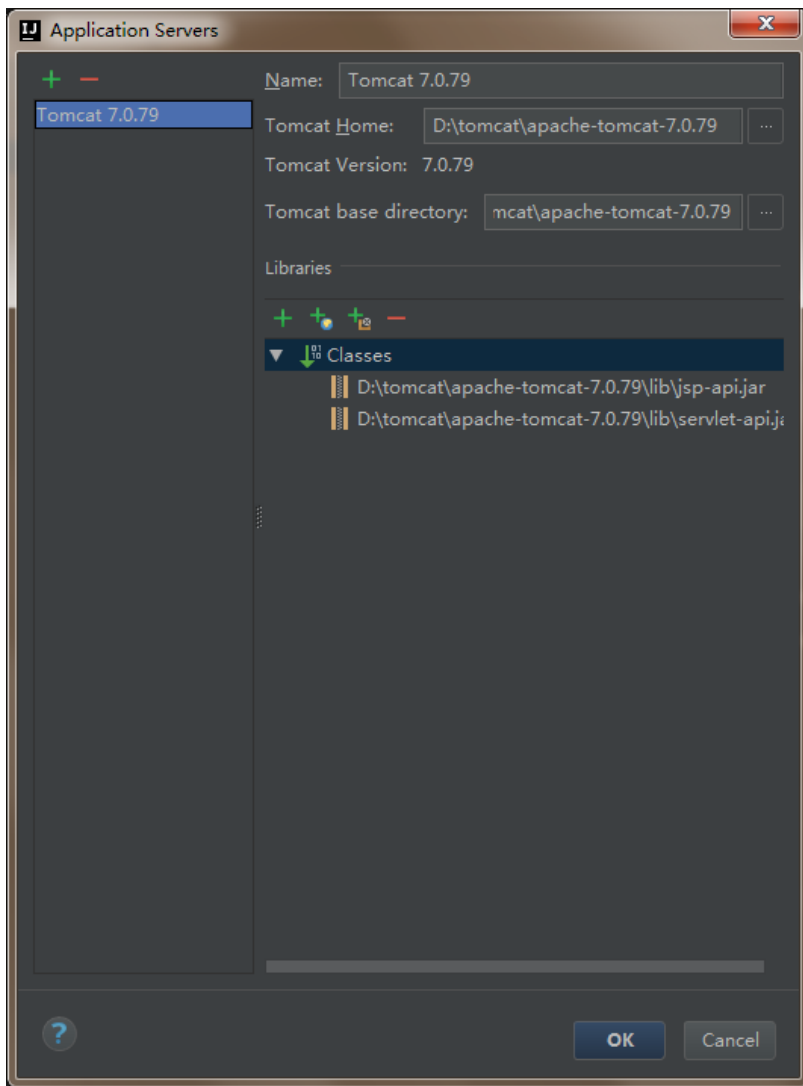 Application Servers
Tomcat 7.0.79
Name: Tomcat 7.0.79
Tomcat Home: D:\tomcat\apache-tomcat-7.0.79 ...
Tomcat Version: 7.0.79
Tomcat base directory: mcat\apache-tomcat-7.0.79 ...
Libraries
Classes
D:\tomcat\apache-tomcat-7.0.79\lib\jsp-api.jar
D:\tomcat\apache-tomcat-7.0.79\lib\servlet-api.ja
? OK Cancel